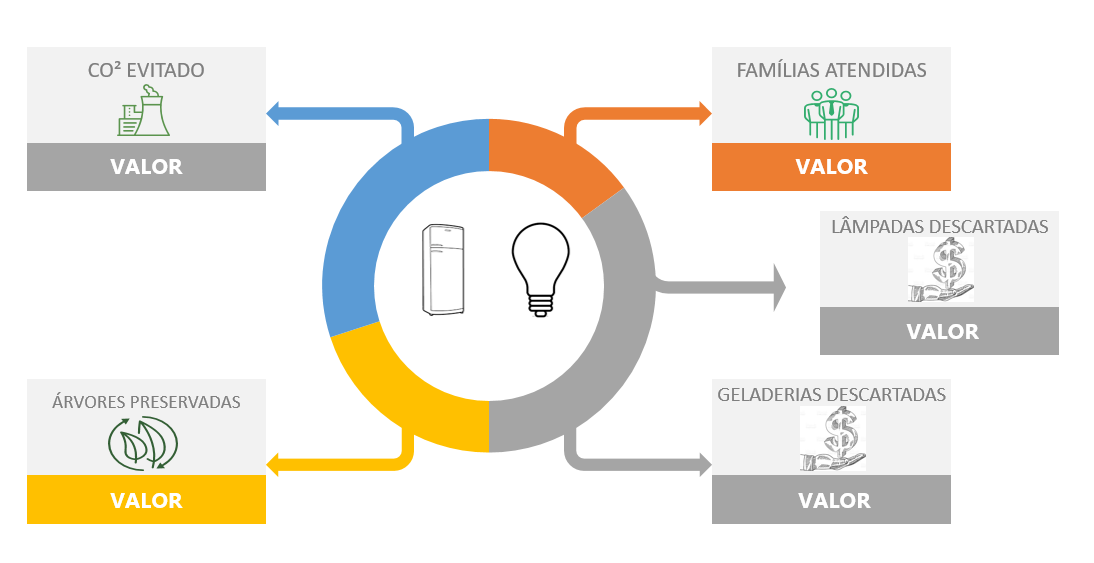 CO² EVITADO
VALOR
FAMÍLIAS ATENDIDAS
VALOR
LÂMPADAS DESCARTADAS
VALOR
ÁRVORES PRESERVADAS
VALOR
GELADERIAS DESCARTADAS
VALOR